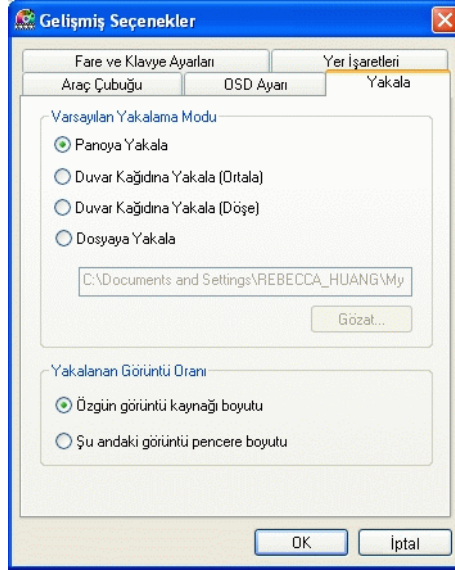 Gelişmiş Seçenekler
Fare ve Klavye Ayarları
Yer İşaretleri
Araç Çubuğu
OSD Ayarı
Yakala
Varsayılan Yakalama Modu
Panoya Yakala
Duvar Kağıdına Yakala (Ortala)
Duvar Kağıdına Yakala (Döşe)
Dosyaya Yakala
C:\Documents and Settings\REBECCA_HUANG\My
Gözat...
Yakalanan Görüntü Oranı
Özgün görüntü kaynağı boyutu
Şu andaki görüntü pencere boyutu
OK
İptal